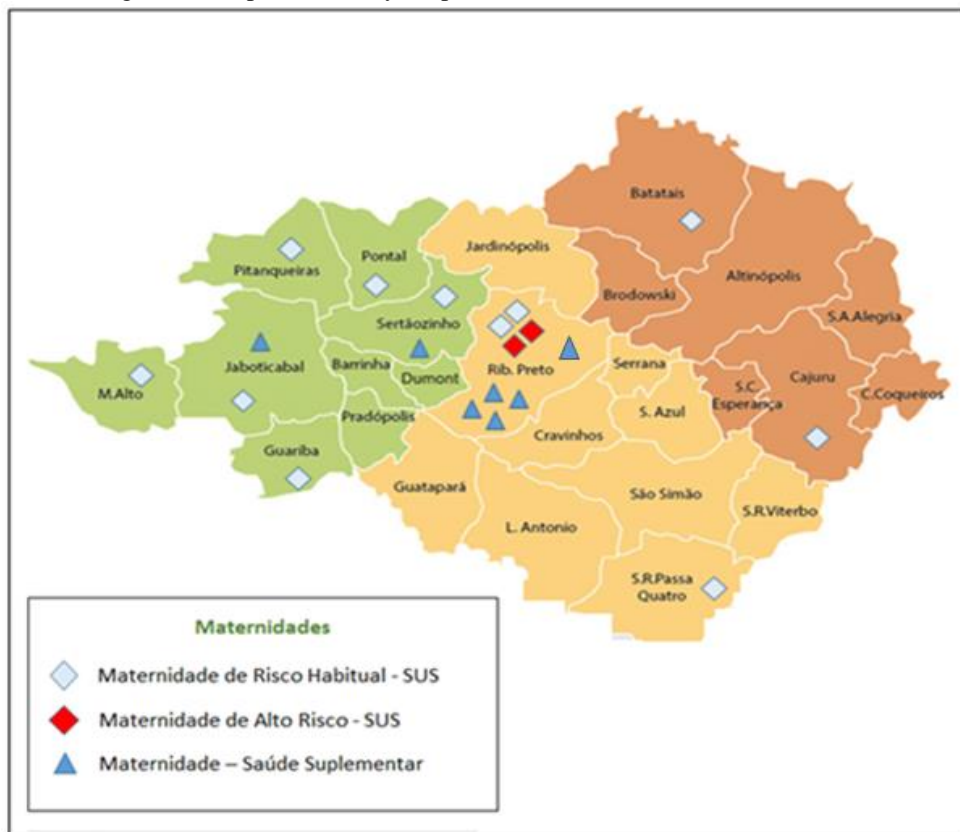 Batatais
Jardinópolis
Pontal
Pitanqueiras
Altinópolis
Brodowski
S.A.Alegria
Sertãozinho
Barrinha
Jaboticabal
Rib. Preto
Serrana
Dumont
M.Alto
S.C.
Esperança
Cajuru
C.Coqueiros
Pradópolis
S. Azul
Cravinhos
Guariba
Guatapará
São Simão
S.R.Viterbo
L. Antonio
S.R.Passa
Quatro
Maternidades
Maternidade de Risco Habitual - SUS
Maternidade de Alto Risco - SUS
Maternidade – Saúde Suplementar